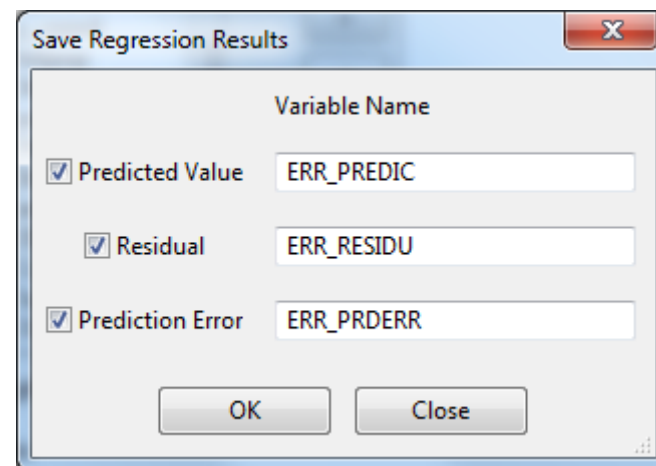 Save Regression Results
Variable Name
Predicted Value ERR_PREDIC
Residual ERR_RESIDU
Prediction Error ERR_PRDERR
OK Close